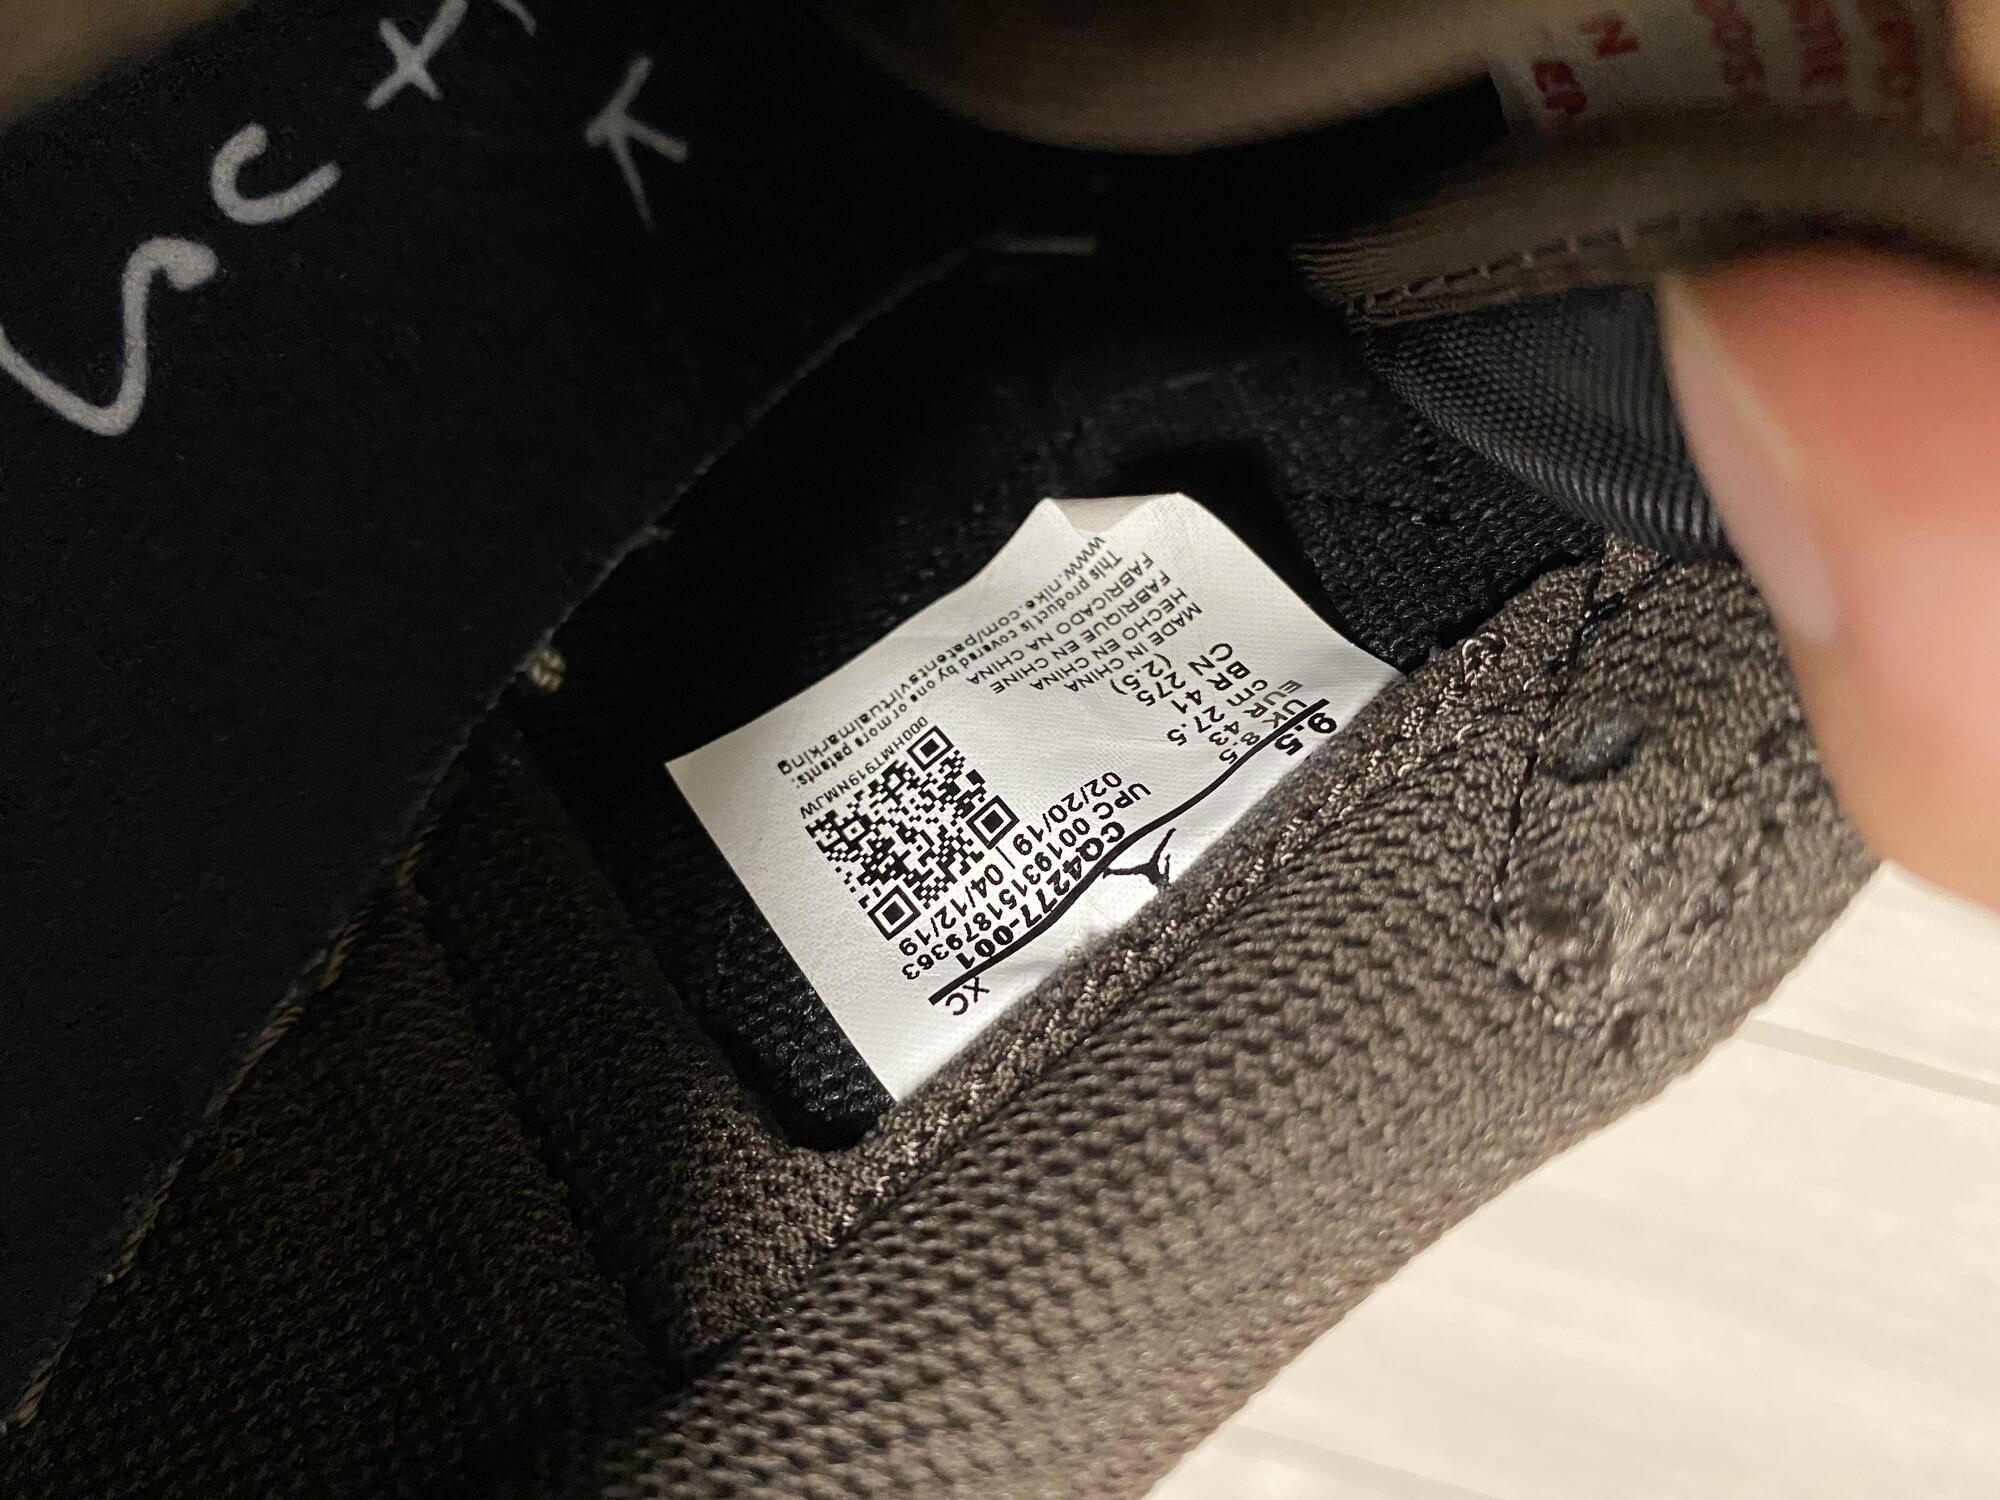 9.5
UK 8.5
EUR 43
cm 27.5
BR 41
CN 275
(2.5)
MADE IN CHINA
HECHO EN CHINA
FABRIQUE EN CHINE
FABRICADO NA CHINA
This product is covered by one or more patents:
www.nike.com/patentsvirtualmarking
XC
CQ4277-001
UPC 00193151879363
02/20/19 | 04/12/19
000HMT919NMJW